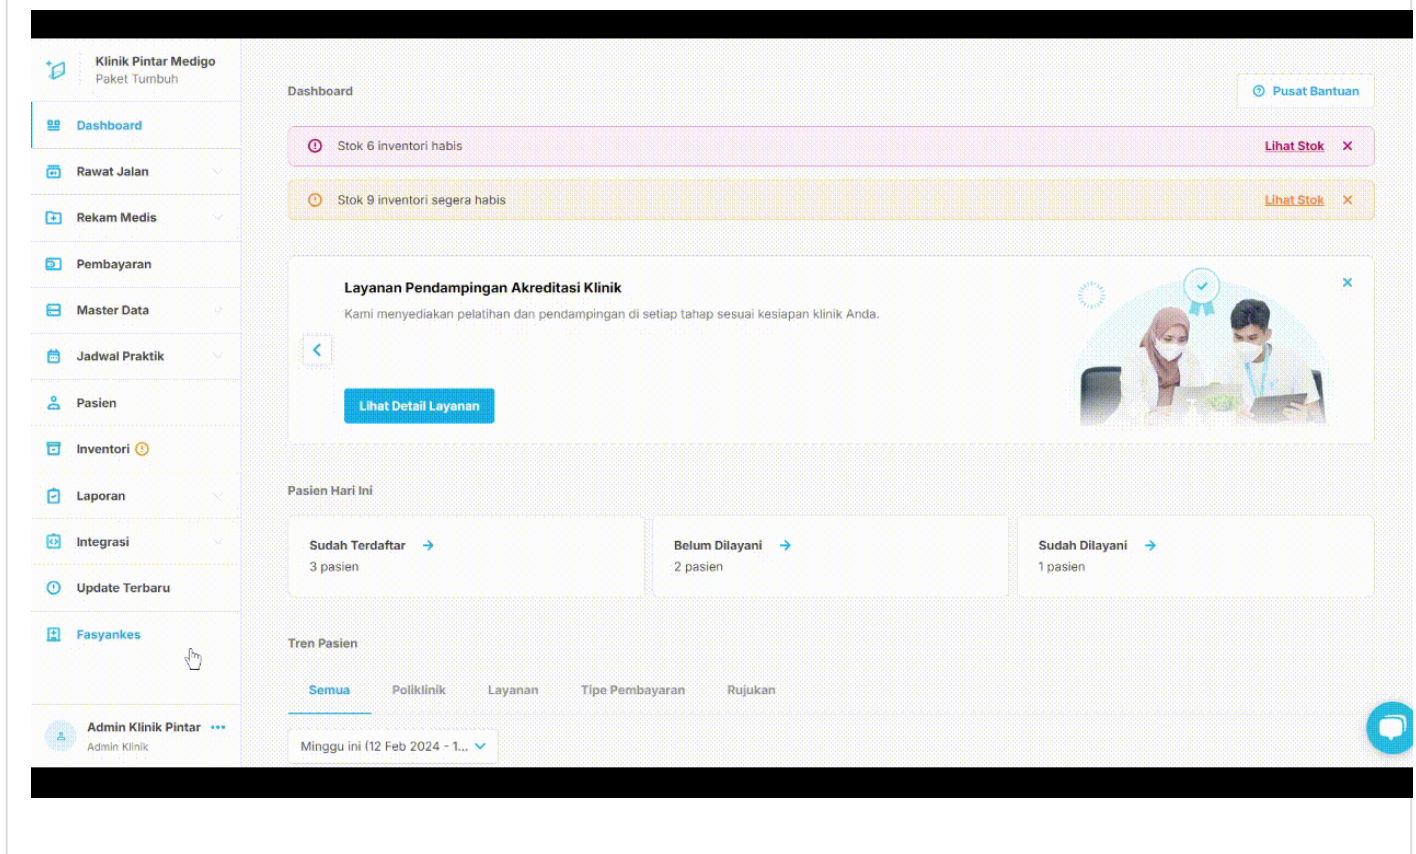 Klinik Pintar Medigo
Paket Tumbuh
Dashboard
Rawat Jalan
Rekam Medis
Pembayaran
Master Data
Jadwal Praktik
Pasien
Inventori
Laporan
Integrasi
Update Terbaru
Fasyankes
Admin Klinik Pintar
Admin Klinik
Dashboard
Pusat Bantuan
Stok 6 inventori habis
Lihat Stok
Stok 9 inventori segera habis
Lihat Stok
Layanan Pendampingan Akreditasi Klinik
Kami menyediakan pelatihan dan pendampingan di setiap tahap sesuai kesiapan klinik Anda.
Lihat Detail Layanan
Pasien Hari Ini
Sudah Terdaftar
3 pasien
Belum Dilayani
2 pasien
Sudah Dilayani
1 pasien
Tren Pasien
Semua Poliklinik Layanan Tipe Pembayaran Rujukan
Minggu ini (12 Feb 2024 - 1...